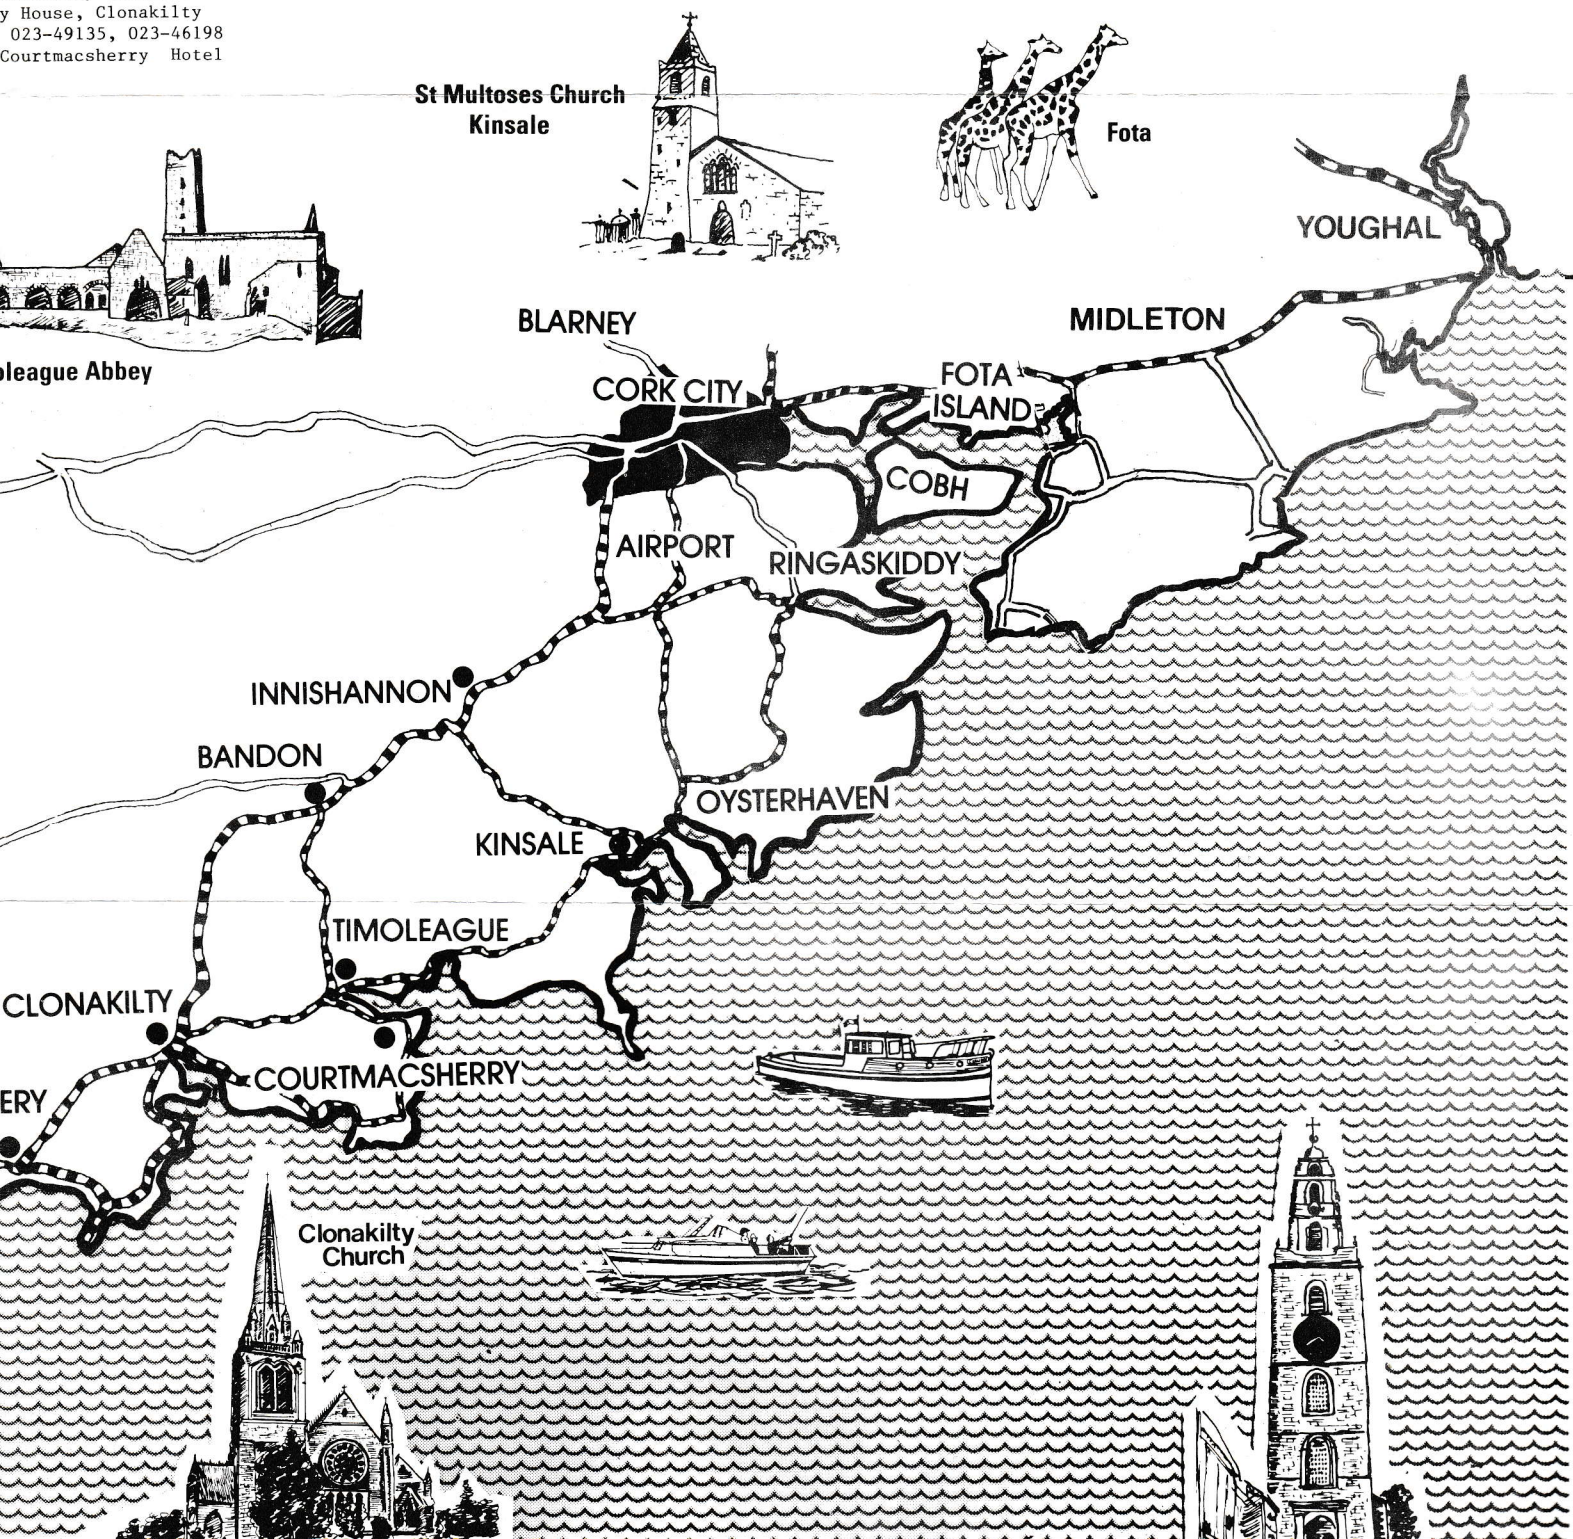 y House, Clonakilty
023-49135, 023-46198
Courtmacsherry Hotel
St Multoses Church
Kinsale
Fota
YOUGHAL
BLARNEY
MIDLETON
oleague Abbey
CORK CITY
FOTA
ISLAND
COBH
AIRPORT
RINGASKIDDY
INNISHANNON
BANDON
OYSTERHAVEN
KINSALE
TIMOLEAGUE
CLONAKILTY
COURTMACSHERRY
ERY
Clonakilty
Church